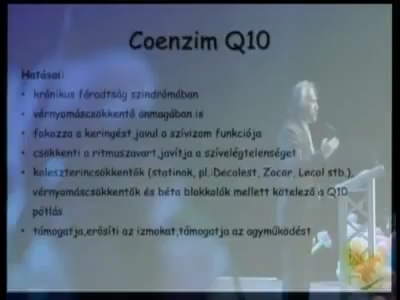 Coenzim Q10
Hatásai:
• krónikus fáradtság szindrómában
• vérnyomáscsökkentő önmagában is
• fokozza a keringést,javul a szívizom funkciója
• csökkenti a ritmuszavart,javítja a szívelégtelenséget
• koleszterincsökkentők (statinok, pl.:Decolest, Zocor, Lecol stb.),
vérnyomáscsökkentők és béta blokkolók mellett kötelező a Q10
pótlás
• támogatja,erősíti az izmokat,támogatja az agyműködést